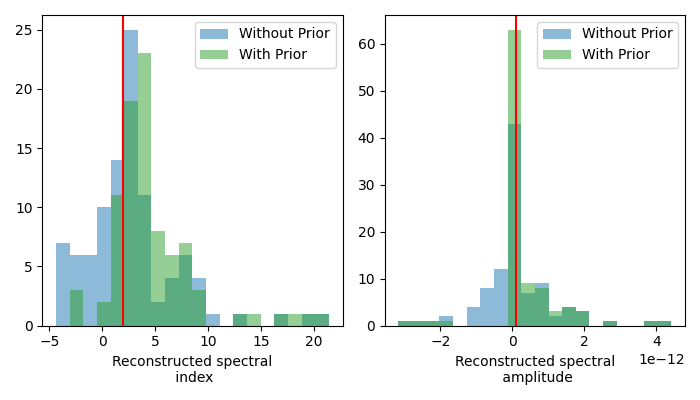 25
20
15
10
5
0
Without Prior
With Prior
−5
0
5
10
15
20
Reconstructed spectral
index
60
50
40
30
20
10
0
Without Prior
With Prior
−2
0
2
4
1e−12
Reconstructed spectral
amplitude